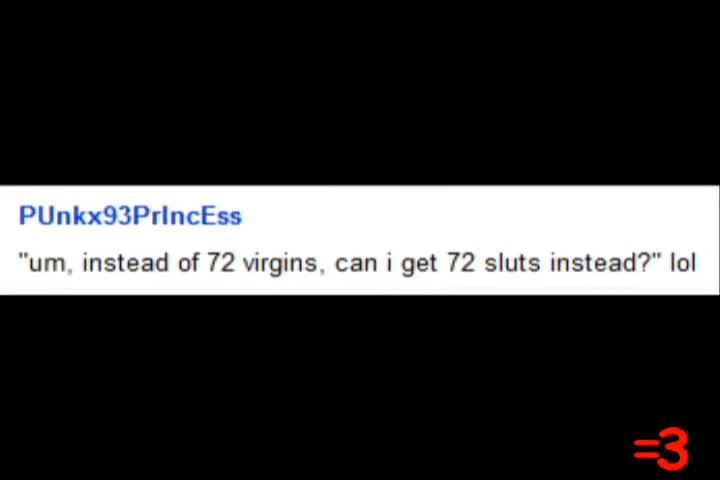 PUnkx93PrIncEss
"um, instead of 72 virgins, can i get 72 sluts instead?" lol
=3